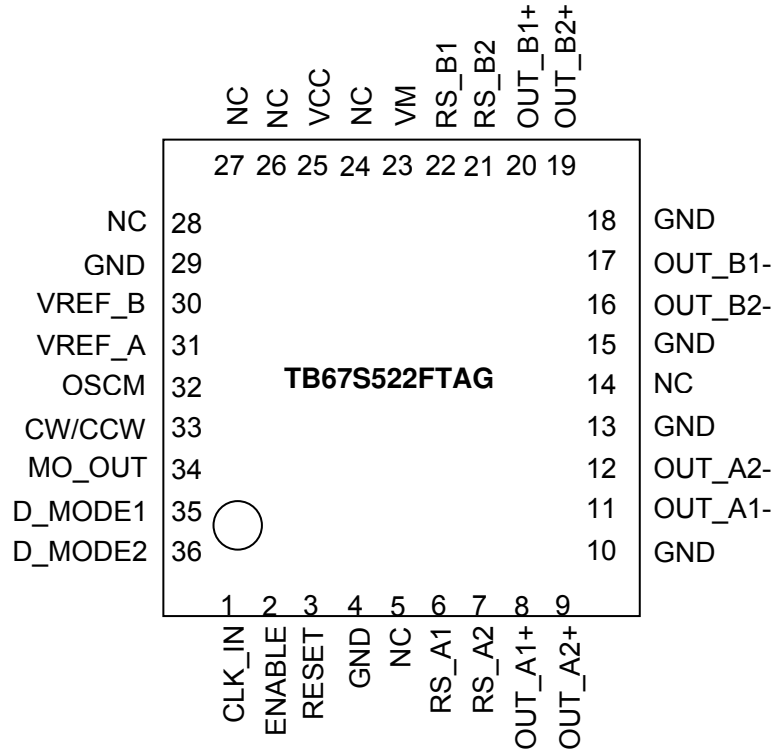 NC
NC
VCC
NC
VM
RS_B1
RS_B2
OUT_B1+
OUT_B2+
27 26 25 24 23 22 21 20 19
NC 28 18 GND
GND 29 17 OUT_B1-
VREF_B 30 16 OUT_B2-
VREF_A 31 15 GND
TB67S522FTAG
OSCM 32 14 NC
CW/CCW 33 13 GND
MO_OUT 34 12 OUT_A2-
D_MODE1 35 11 OUT_A1-
D_MODE2 36 10 GND
1 2 3 4 5 6 7 8 9
CLK_IN
ENABLE
RESET
GND
NC
RS_A1
RS_A2
OUT_A1+
OUT_A2+